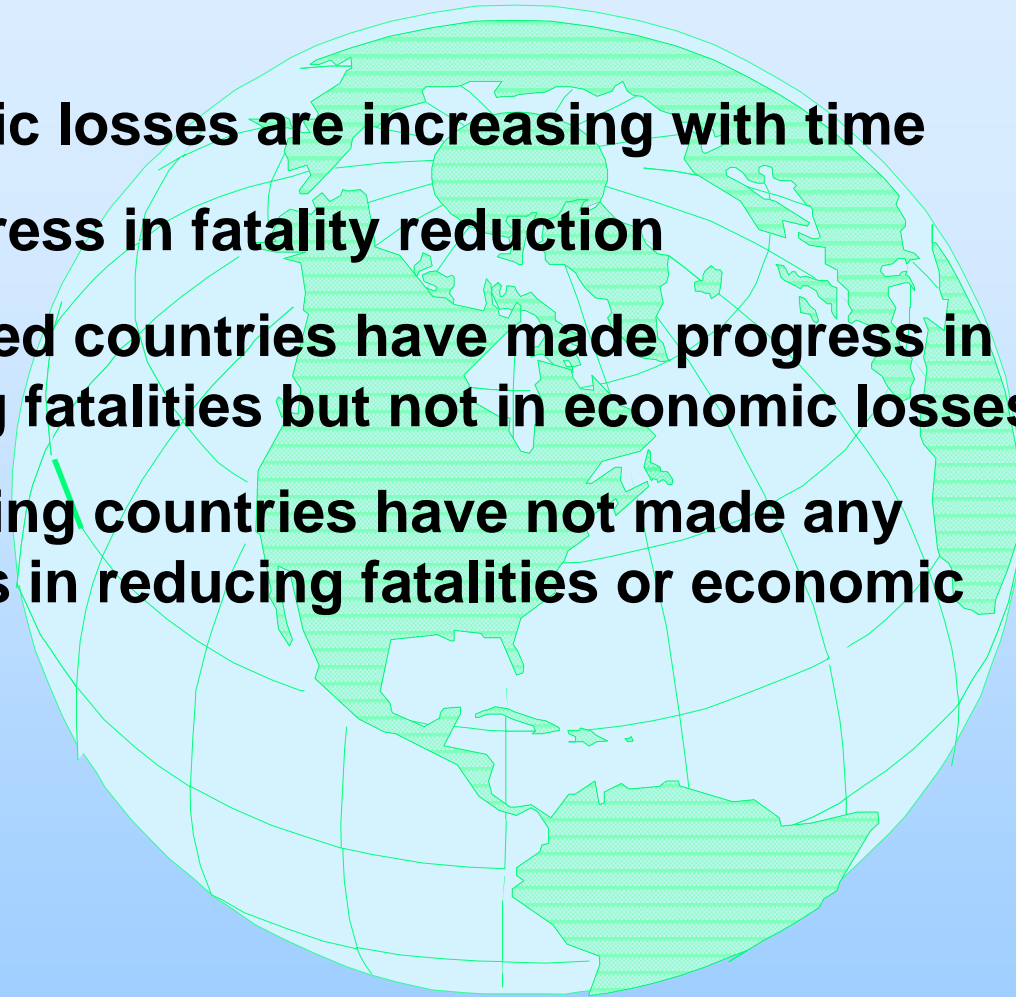 ic losses are increasing with time
ress in fatality reduction
ed countries have made progress in
g fatalities but not in economic losses
ing countries have not made any
s in reducing fatalities or economic